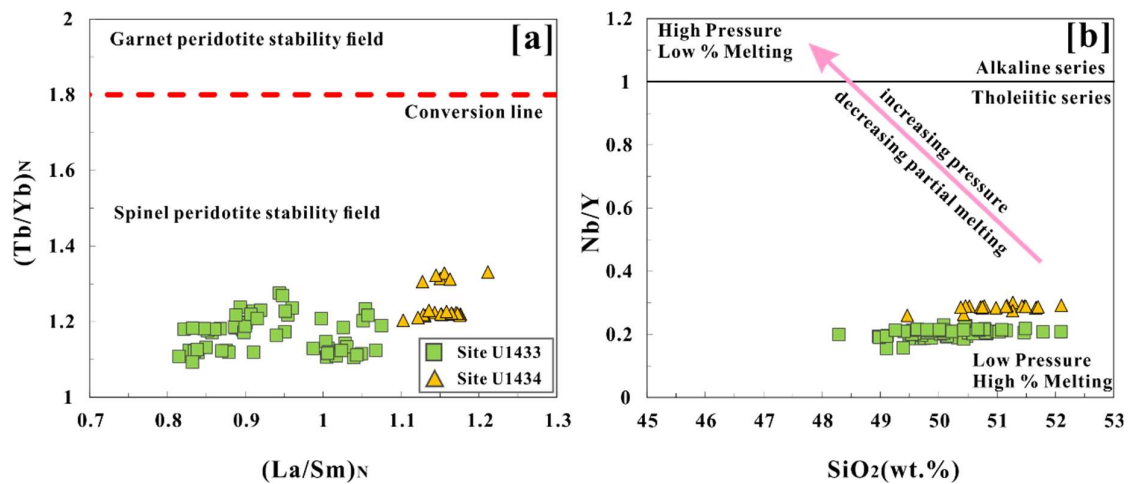 [a]
Garnet peridotite stability field
Conversion line
Spinel peridotite stability field
Site U1433
Site U1434
(Tb/Yb)N
2
1.8
1.6
1.4
1.2
1
0.7
0.8
0.9
1
1.1
1.2
1.3
(La/Sm)N
[b]
High Pressure
Low % Melting
Alkaline series
Tholeiitic series
increasing pressure
decreasing partial melting
Low Pressure
High % Melting
Nb/Y
1.2
1
0.8
0.6
0.4
0.2
0
45
46
47
48
49
50
51
52
53
SiO2(wt.%)